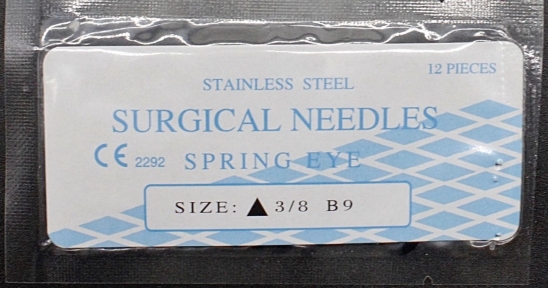 12 PIECES
STAINLESS STEEL
SURGICAL NEEDLES
CE 2292 SPRING EYE
SIZE: ▲ 3/8 B9